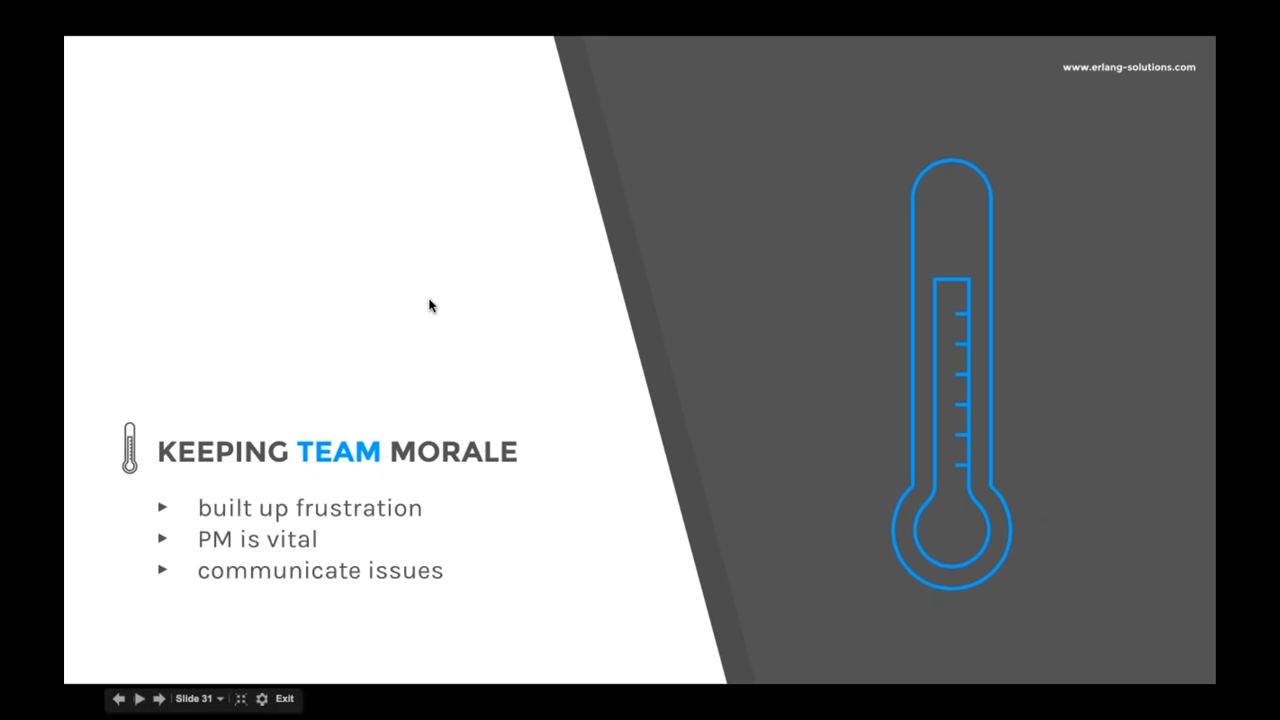 www.erlang-solutions.com
KEEPING TEAM MORALE
built up frustration
PM is vital
communicate issues
Slide 31
Exit